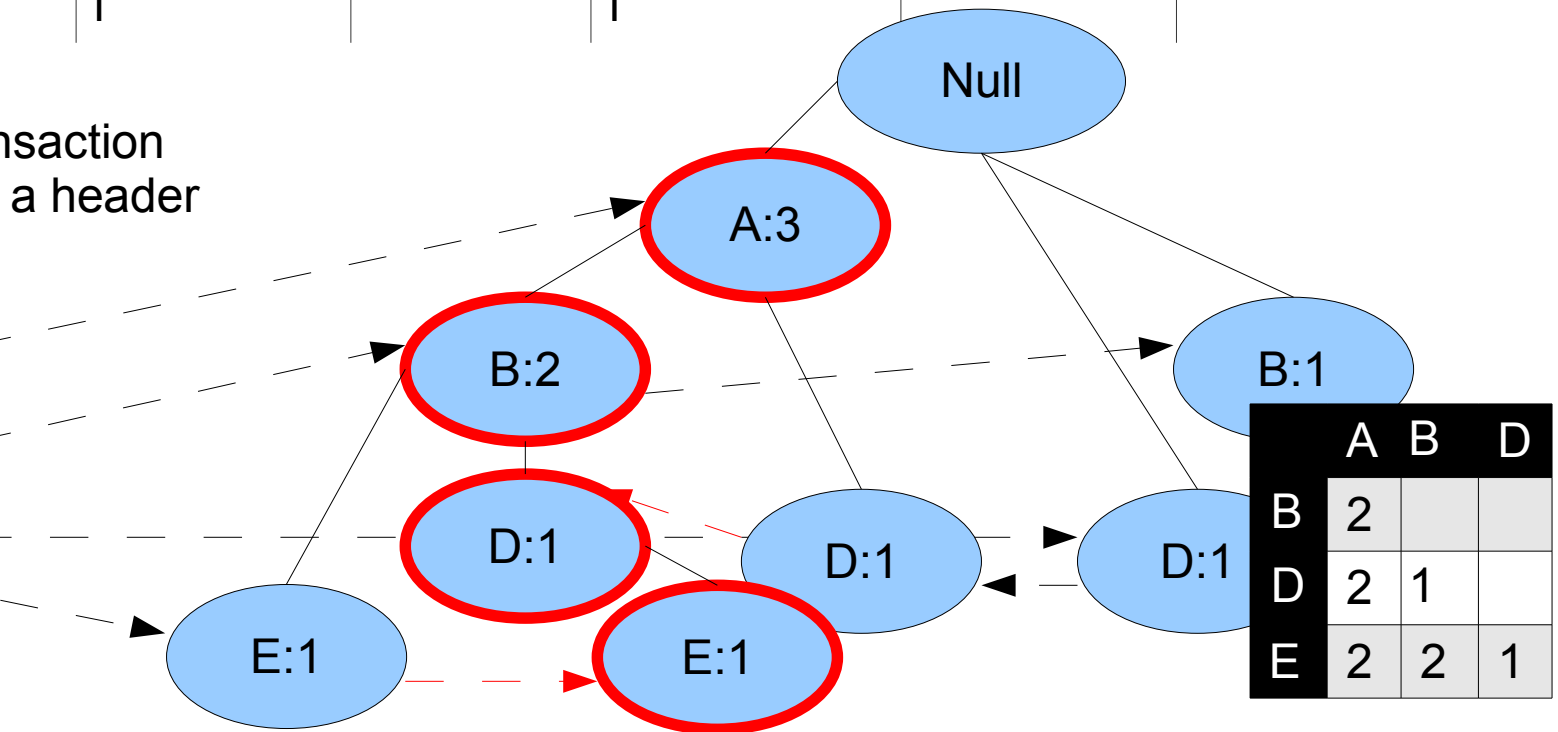 Null
nsaction
a header
A:3
B:2
B:1
A B D
B 2
D:1
D:1
D:1
D 2 1
E:1
E:1
E 2 2 1